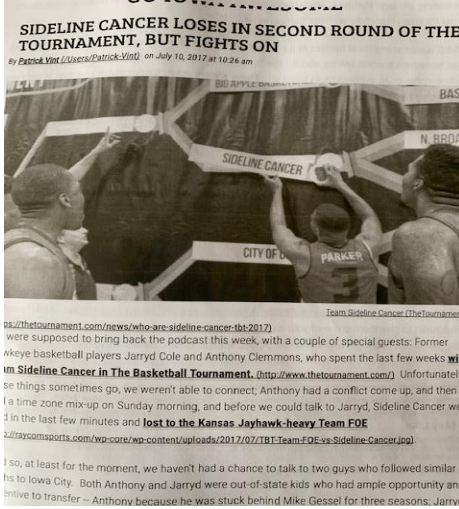 SIDELINE CANCER LOSES IN SECOND ROUND OF THE
TOURNAMENT, BUT FIGHTS ON
By Patrick Vint (/Users/Patrick-Vint) on July 10, 2017 at 10:26 am
BIG APPLE
BAS
N. BRO
SIDELINE CANCER
CITY OF
PARKER
3
Team Sideline Cancer (TheTournamen
ps://thetournament.com/news/who-are-sideline-cancer-tbt-2017)
were supposed to bring back the podcast this week, with a couple of special guests: Former
wkeye basketball players Jarryd Cole and Anthony Clemmons, who spent the last few weeks wi
am Sideline Cancer in The Basketball Tournament. (http://www.thetournament.com/) Unfortunatel
se things sometimes go, we weren't able to connect; Anthony had a conflict come up, and then
a time zone mix-up on Sunday morning, and before we could talk to Jarryd, Sideline Cancer we
d in the last few minutes and lost to the Kansas Jayhawk-heavy Team FOE
://raycomsports.com/wp-core/wp-content/uploads/2017/07/TBT-Team-FOE-vs-Sideline-Cancer.jpg).
d so, at least for the moment, we haven't had a chance to talk to two guys who followed similar
hs to Iowa City. Both Anthony and Jarryd were out-of-state kids who had ample opportunity an
entive to transfer – Anthony because he was stuck behind Mike Gessel for three seasons; Jarry